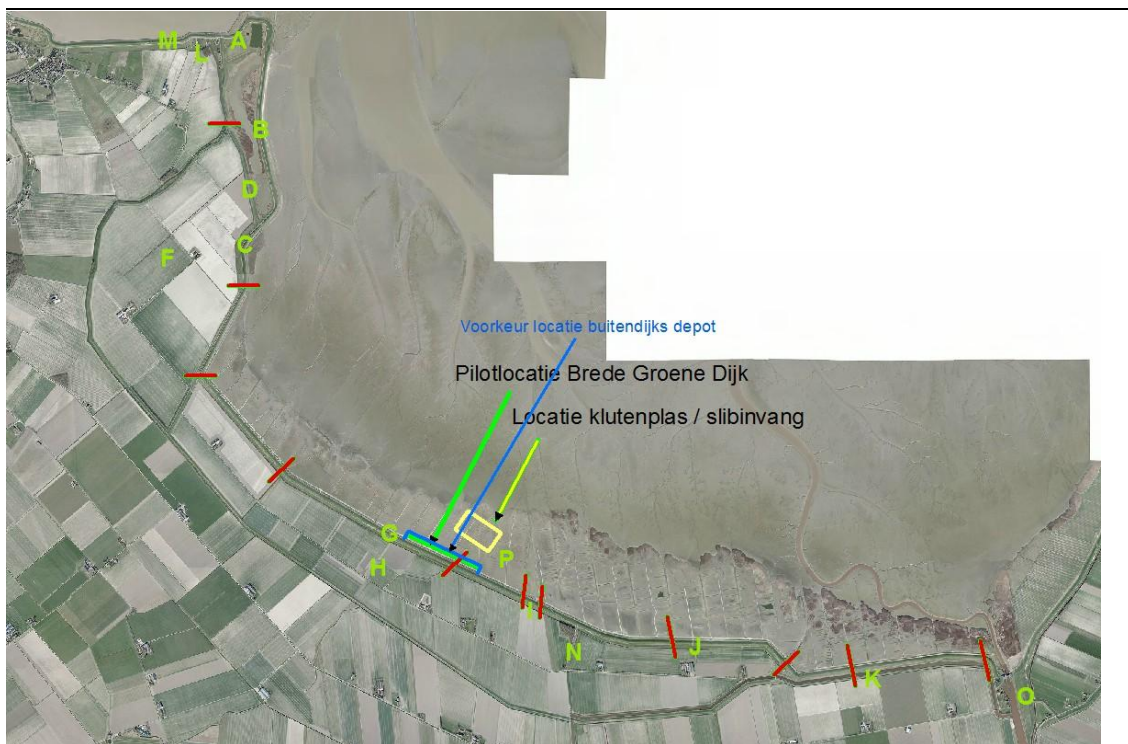 M
A
L
B
D
C
F
Voorkeur locatie buitendijks depot
Pilotlocatie Brede Groene Dijk
Locatie klutenplas / slibinvang
G
P
H
I
N
J
K
O